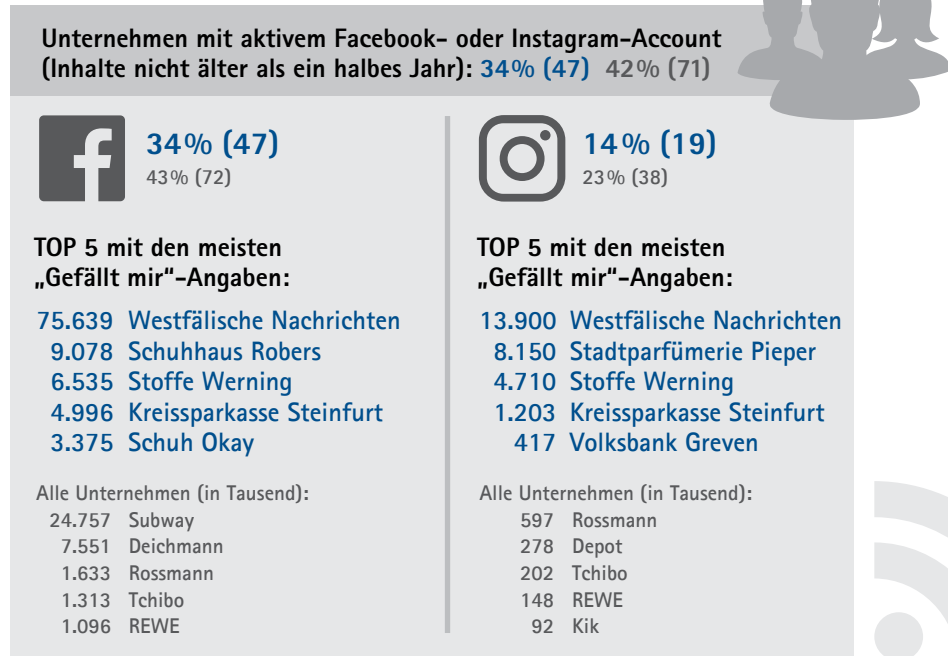 Unternehmen mit aktivem Facebook- oder Instagram-Account
(Inhalte nicht älter als ein halbes Jahr): 34% (47) 42% (71)
34% (47)
43% (72)
TOP 5 mit den meisten
„Gefällt mir"-Angaben:
75.639 Westfälische Nachrichten
9.078 Schuhhaus Robers
6.535 Stoffe Werning
4.996 Kreissparkasse Steinfurt
3.375 Schuh Okay
Alle Unternehmen (in Tausend):
24.757 Subway
7.551 Deichmann
1.633 Rossmann
1.313 Tchibo
1.096 REWE
14% (19)
23% (38)
TOP 5 mit den meisten
„Gefällt mir"-Angaben:
13.900 Westfälische Nachrichten
8.150 Stadtparfümerie Pieper
4.710 Stoffe Werning
1.203 Kreissparkasse Steinfurt
417 Volksbank Greven
Alle Unternehmen (in Tausend):
597 Rossmann
278 Depot
202 Tchibo
148 REWE
92 Kik